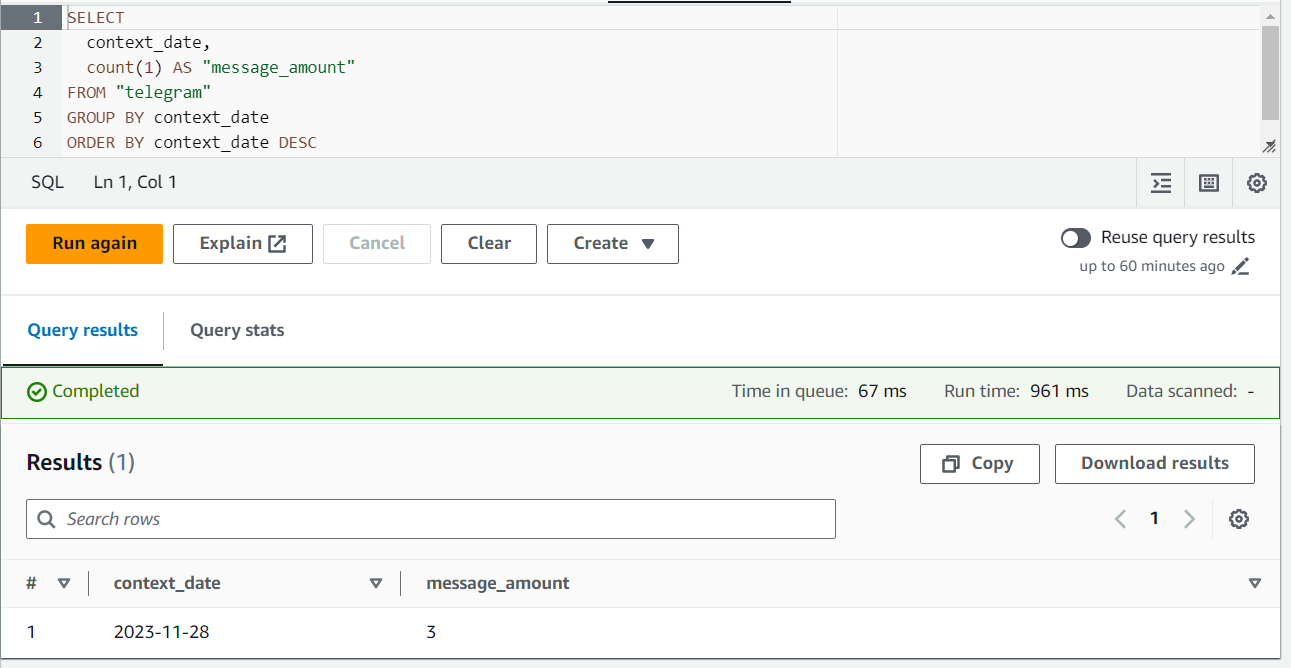 1 SELECT
2 context_date,
3 count(1) AS "message_amount"
4 FROM "telegram"
5 GROUP BY context_date
6 ORDER BY context_date DESC
SQL Ln 1, Col 1
Run again Explain Cancel Clear Create Reuse query results
up to 60 minutes ago
Query results Query stats
Completed Time in queue: 67 ms Run time: 961 ms Data scanned: -
Results (1) Copy Download results
Search rows 1
# context_date message_amount
1 2023-11-28 3